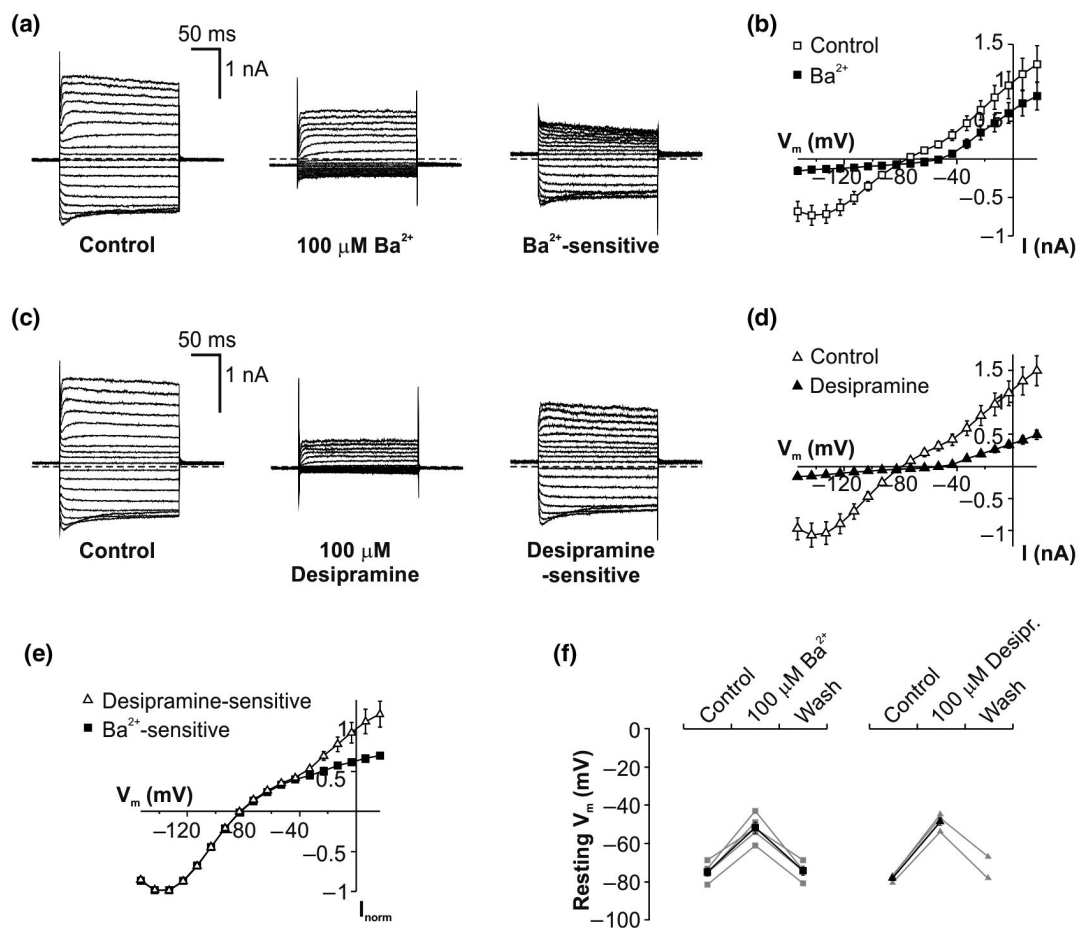 (a)
50 ms
1 nA
Control
100 μM Ba²⁺
Ba²⁺-sensitive
(b)
Control
Ba²⁺
1.5
1
0.5
Vₘ (mV)
−120
−80
−40
−0.5
−1
I (nA)
(c)
50 ms
1 nA
Control
100 μM
Desipramine
Desipramine
-sensitive
(d)
Control
Desipramine
1.5
1
0.5
Vₘ (mV)
−120
−80
−40
−0.5
−1
I (nA)
(e)
Desipramine-sensitive
Ba²⁺-sensitive
1
0.5
Vₘ (mV)
−120
−80
−40
−0.5
−1
Iₙₒᵣₘ
(f)
Control
100 μM Ba²⁺
Wash
Control
100 μM Desipr.
Wash
Resting Vₘ (mV)
0
−20
−40
−60
−80
−100